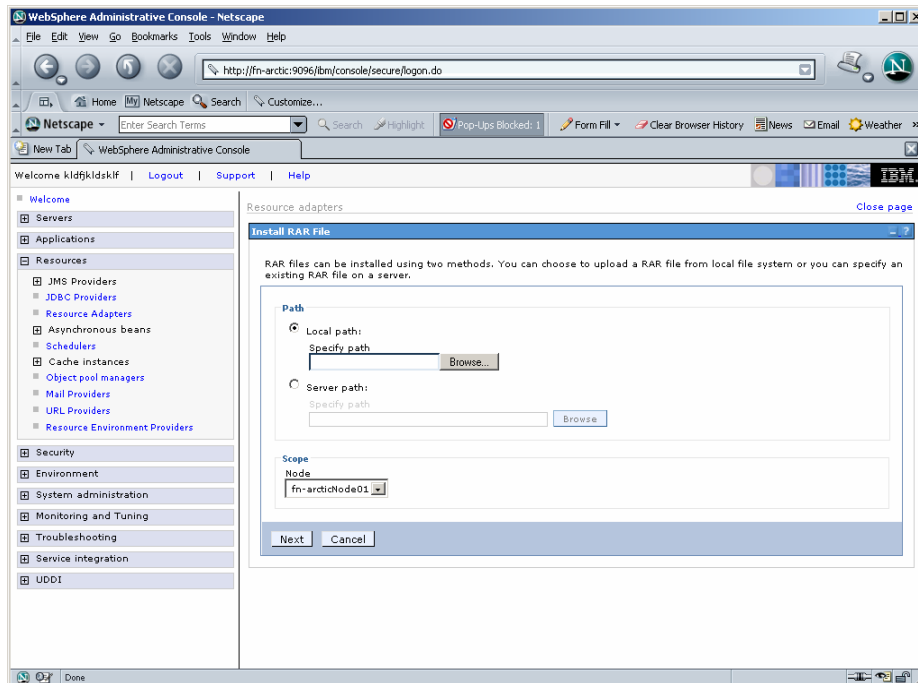 WebSphere Administrative Console - Netscape
File Edit View Go Bookmarks Tools Window Help
http://fn-arctic:9096/ibm/console/secure/logon.do
N
Home My Netscape Search Customize...
N Netscape Enter Search Terms Search Highlight Pop-Ups Blocked: 1 Form Fill Clear Browser History News Email Weather »
New Tab WebSphere Administrative Console
Welcome kldfjkldsklf | Logout | Support | Help IBM.
Welcome
Servers
Applications
Resources
JMS Providers
JDBC Providers
Resource Adapters
Asynchronous beans
Schedulers
Cache instances
Object pool managers
Mail Providers
URL Providers
Resource Environment Providers
Security
Environment
System administration
Monitoring and Tuning
Troubleshooting
Service integration
UDDI
Resource adapters Close page
Install RAR File ?
RAR files can be installed using two methods. You can choose to upload a RAR file from local file system or you can specify an
existing RAR file on a server.
Path
Local path:
Specify path
Browse...
Server path:
Specify path
Browse
Scope
Node
fn-arcticNode01
Next Cancel
Done